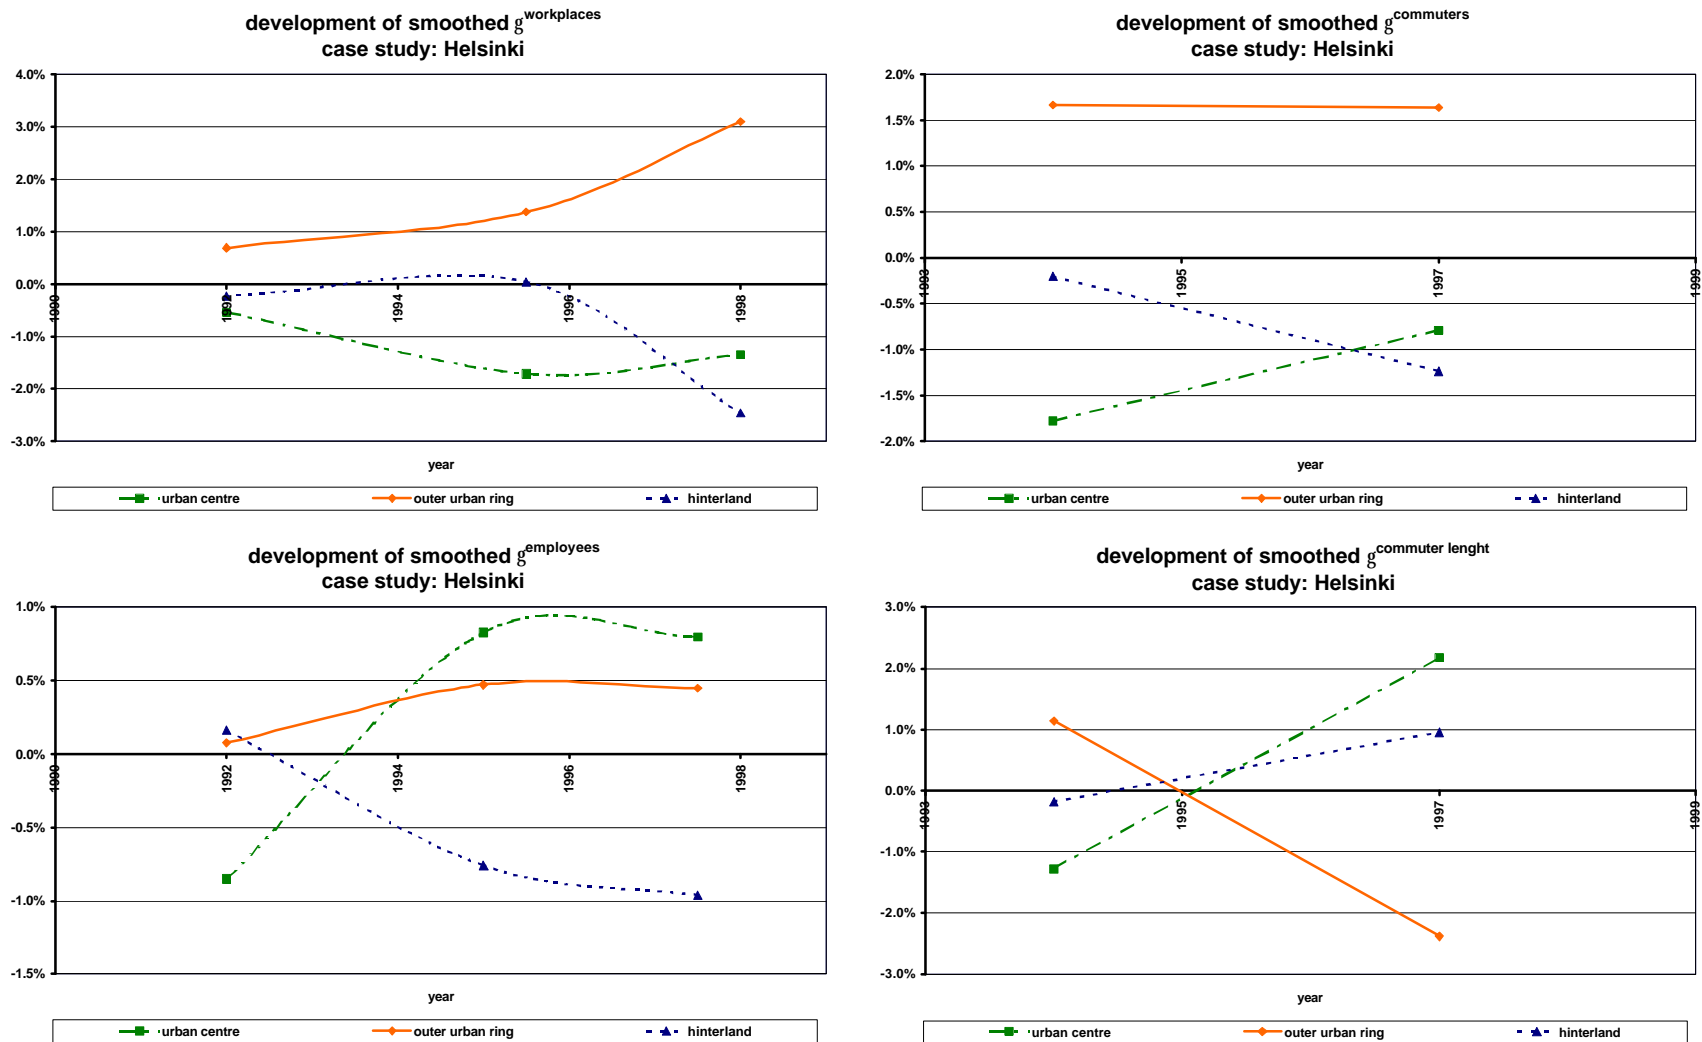 development of smoothed g^workplaces
case study: Helsinki
4.0%
3.0%
2.0%
1.0%
0.0%
-1.0%
-2.0%
-3.0%
1990
1992
1994
1996
1998
year
urban centre
outer urban ring
hinterland
development of smoothed g^commuters
case study: Helsinki
2.0%
1.5%
1.0%
0.5%
0.0%
-0.5%
-1.0%
-1.5%
-2.0%
1993
1995
1997
1999
year
urban centre
outer urban ring
hinterland
development of smoothed g^employees
case study: Helsinki
1.0%
0.5%
0.0%
-0.5%
-1.0%
-1.5%
1990
1992
1994
1996
1998
year
urban centre
outer urban ring
hinterland
development of smoothed g^commuter lenght
case study: Helsinki
3.0%
2.0%
1.0%
0.0%
-1.0%
-2.0%
-3.0%
1993
1995
1997
1999
year
urban centre
outer urban ring
hinterland